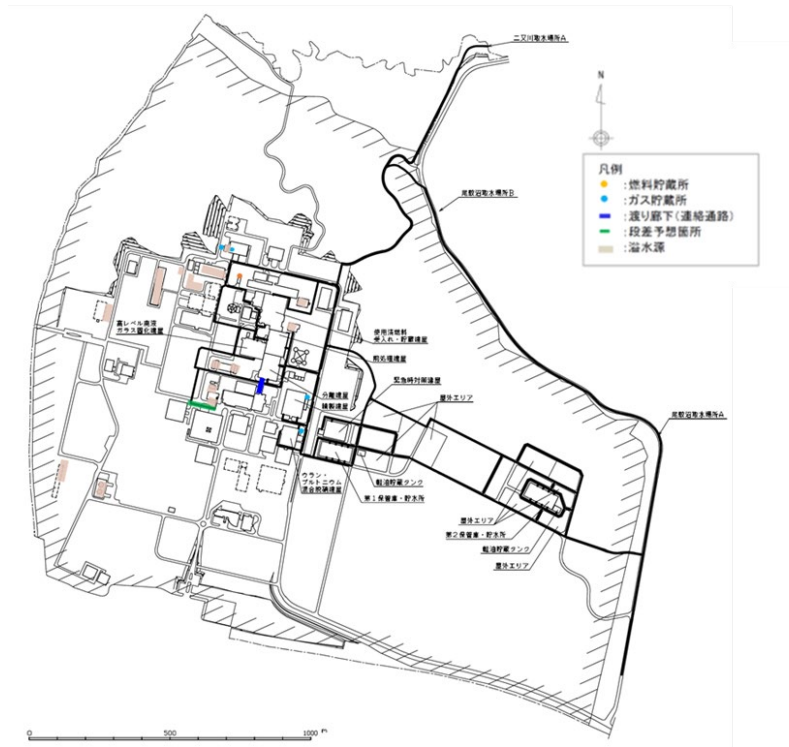 二又川取水場所A
N
凡例
:燃料貯蔵所
:ガス貯蔵所
:渡り廊下(連絡通路)
:段差予想箇所
:溢水源
尾駮沼取水場所B
高レベル廃液
ガラス固化建屋
使用済燃料
受入れ・貯蔵建屋
前処理建屋
緊急時対策建屋
分離建屋
精製建屋
屋外エリア
尾駮沼取水場所A
ウラン・
プルトニウム
混合脱硝建屋
軽油貯蔵タンク
第1保管庫・貯水所
屋外エリア
第2保管庫・貯水所
軽油貯蔵タンク
屋外エリア
0 500 1000 m